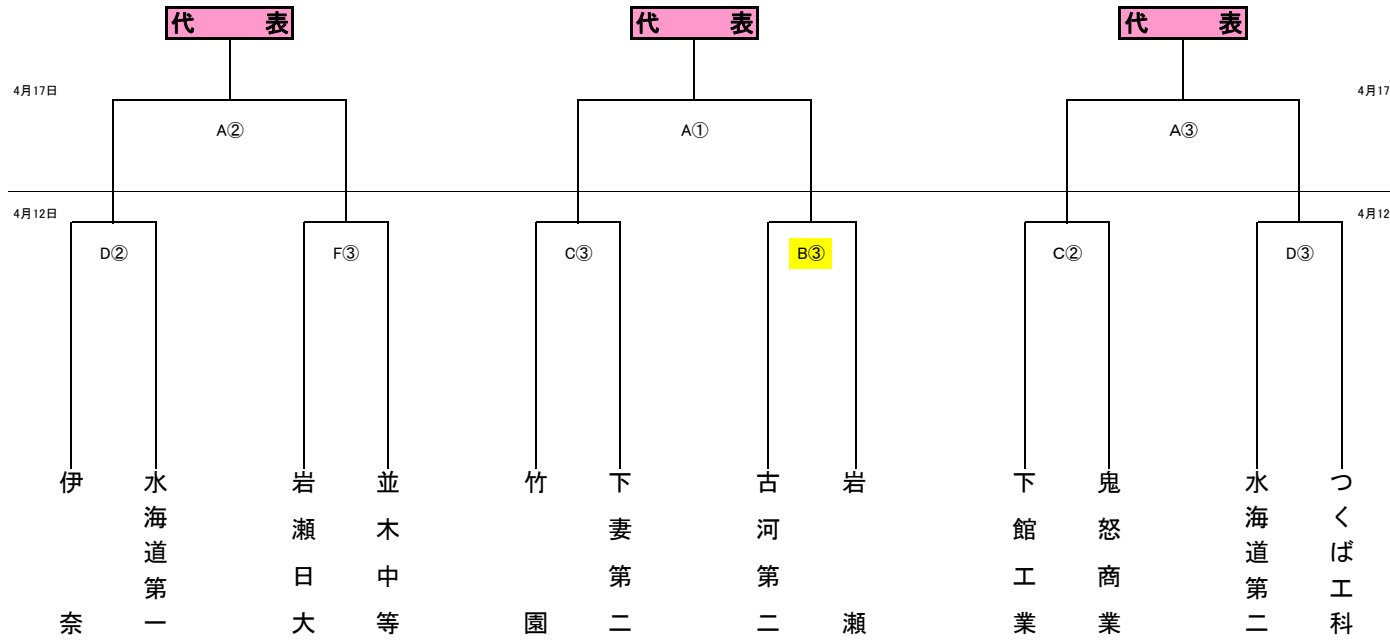 代 表
代 表
代 表
4月17日
4月17
A②
A①
A③
4月12日
4月12
D②
F③
C③
B③
C②
D③
伊奈
水海道第一
岩瀬日大
並木中等
竹園
下妻第二
古河第二
岩瀬
下館工業
鬼怒商業
水海道第二
つくば工科